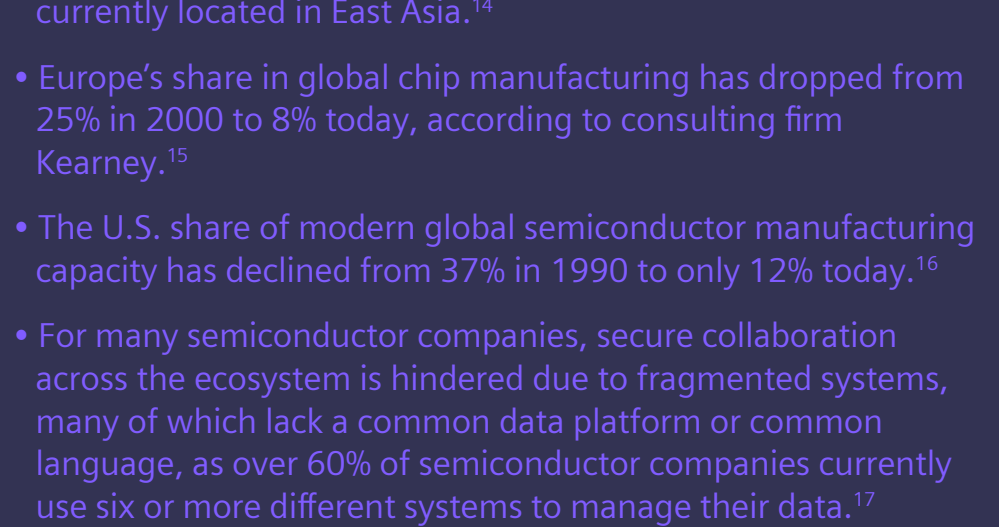 currently located in East Asia.¹⁴
• Europe’s share in global chip manufacturing has dropped from
25% in 2000 to 8% today, according to consulting firm
Kearney.¹⁵
• The U.S. share of modern global semiconductor manufacturing
capacity has declined from 37% in 1990 to only 12% today.¹⁶
• For many semiconductor companies, secure collaboration
across the ecosystem is hindered due to fragmented systems,
many of which lack a common data platform or common
language, as over 60% of semiconductor companies currently
use six or more different systems to manage their data.¹⁷